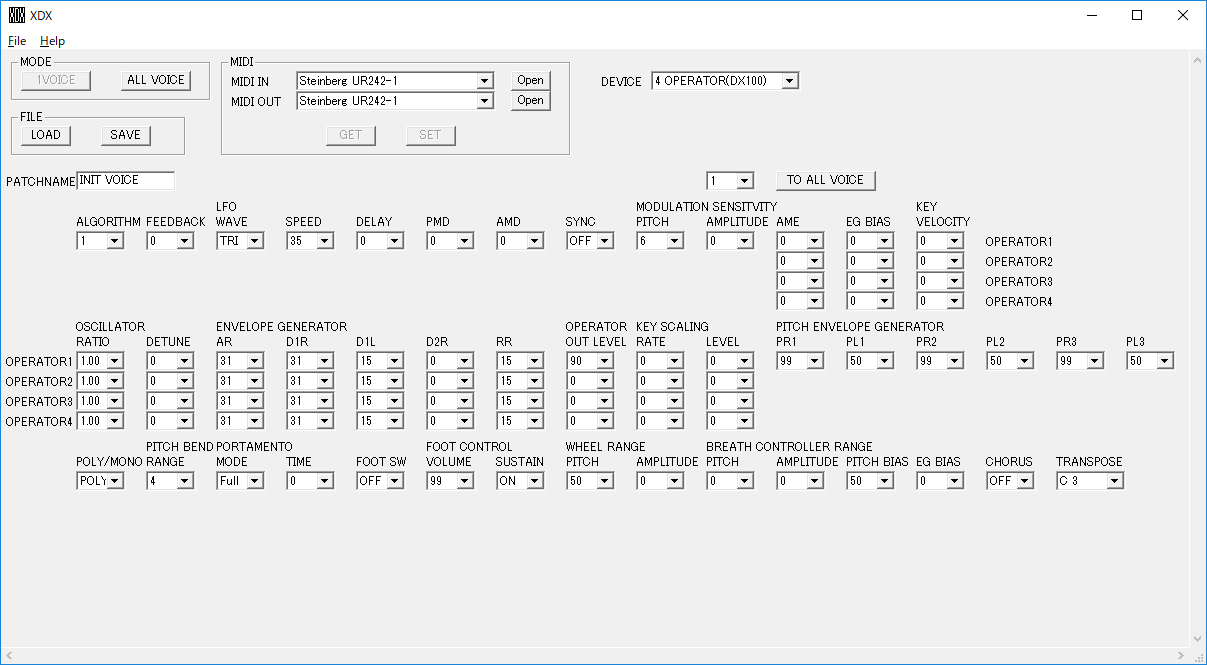 XDX
File Help
MODE
1VOICE ALL VOICE
MIDI
MIDI IN Steinberg UR242-1 Open
MIDI OUT Steinberg UR242-1 Open
GET SET
DEVICE 4 OPERATOR(DX100)
FILE
LOAD SAVE
PATCHNAME INIT VOICE 1 TO ALL VOICE
LFO MODULATION SENSITVITY KEY
ALGORITHM FEEDBACK WAVE SPEED DELAY PMD AMD SYNC PITCH AMPLITUDE AME EG BIAS VELOCITY
1 0 TRI 35 0 0 0 OFF 6 0 0 0 0 OPERATOR1
0 0 0 OPERATOR2
0 0 0 OPERATOR3
0 0 0 OPERATOR4
OSCILLATOR ENVELOPE GENERATOR OPERATOR KEY SCALING PITCH ENVELOPE GENERATOR
RATIO DETUNE AR D1R D1L D2R RR OUT LEVEL RATE LEVEL PR1 PL1 PR2 PL2 PR3 PL3
OPERATOR1 1.00 0 31 31 15 0 15 90 0 0 99 50 99 50 99 50
OPERATOR2 1.00 0 31 31 15 0 15 0 0 0
OPERATOR3 1.00 0 31 31 15 0 15 0 0 0
OPERATOR4 1.00 0 31 31 15 0 15 0 0 0
PITCH BEND PORTAMENTO FOOT CONTROL WHEEL RANGE BREATH CONTROLLER RANGE
POLY/MONO RANGE MODE TIME FOOT SW VOLUME SUSTAIN PITCH AMPLITUDE PITCH AMPLITUDE PITCH BIAS EG BIAS CHORUS TRANSPOSE
POLY 4 Full 0 OFF 99 ON 50 0 0 0 50 0 OFF C 3